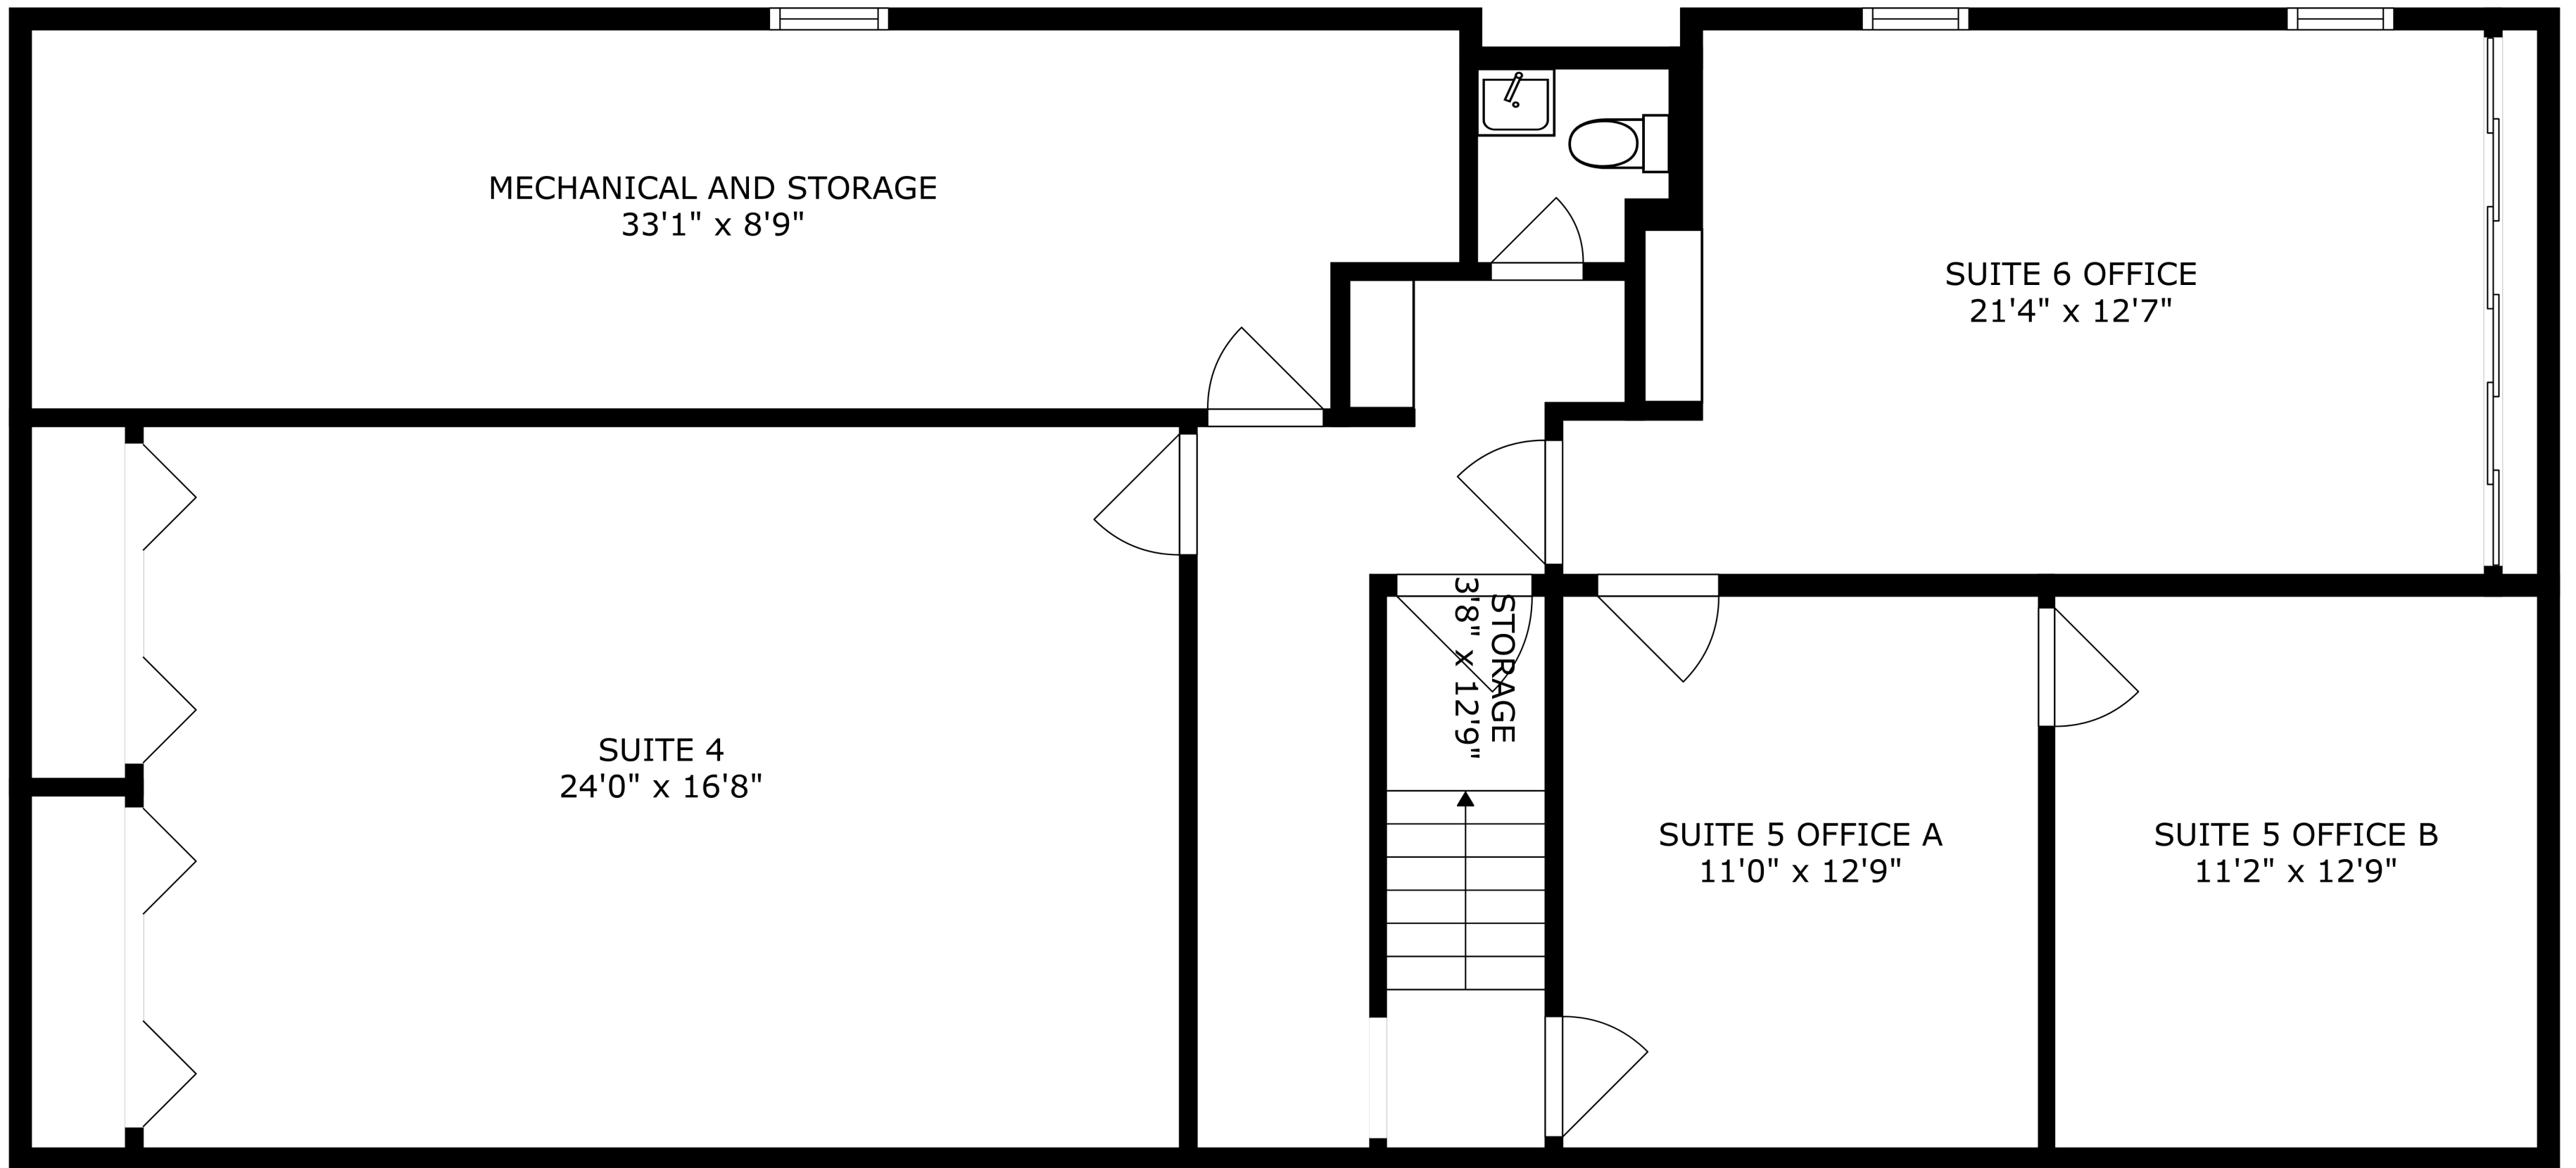 MECHANICAL AND STORAGE
33'1" x 8'9"
SUITE 6 OFFICE
21'4" x 12'7"
STORAGE
3'8" x 12'9"
SUITE 4
24'0" x 16'8"
SUITE 5 OFFICE A
11'0" x 12'9"
SUITE 5 OFFICE B
11'2" x 12'9"